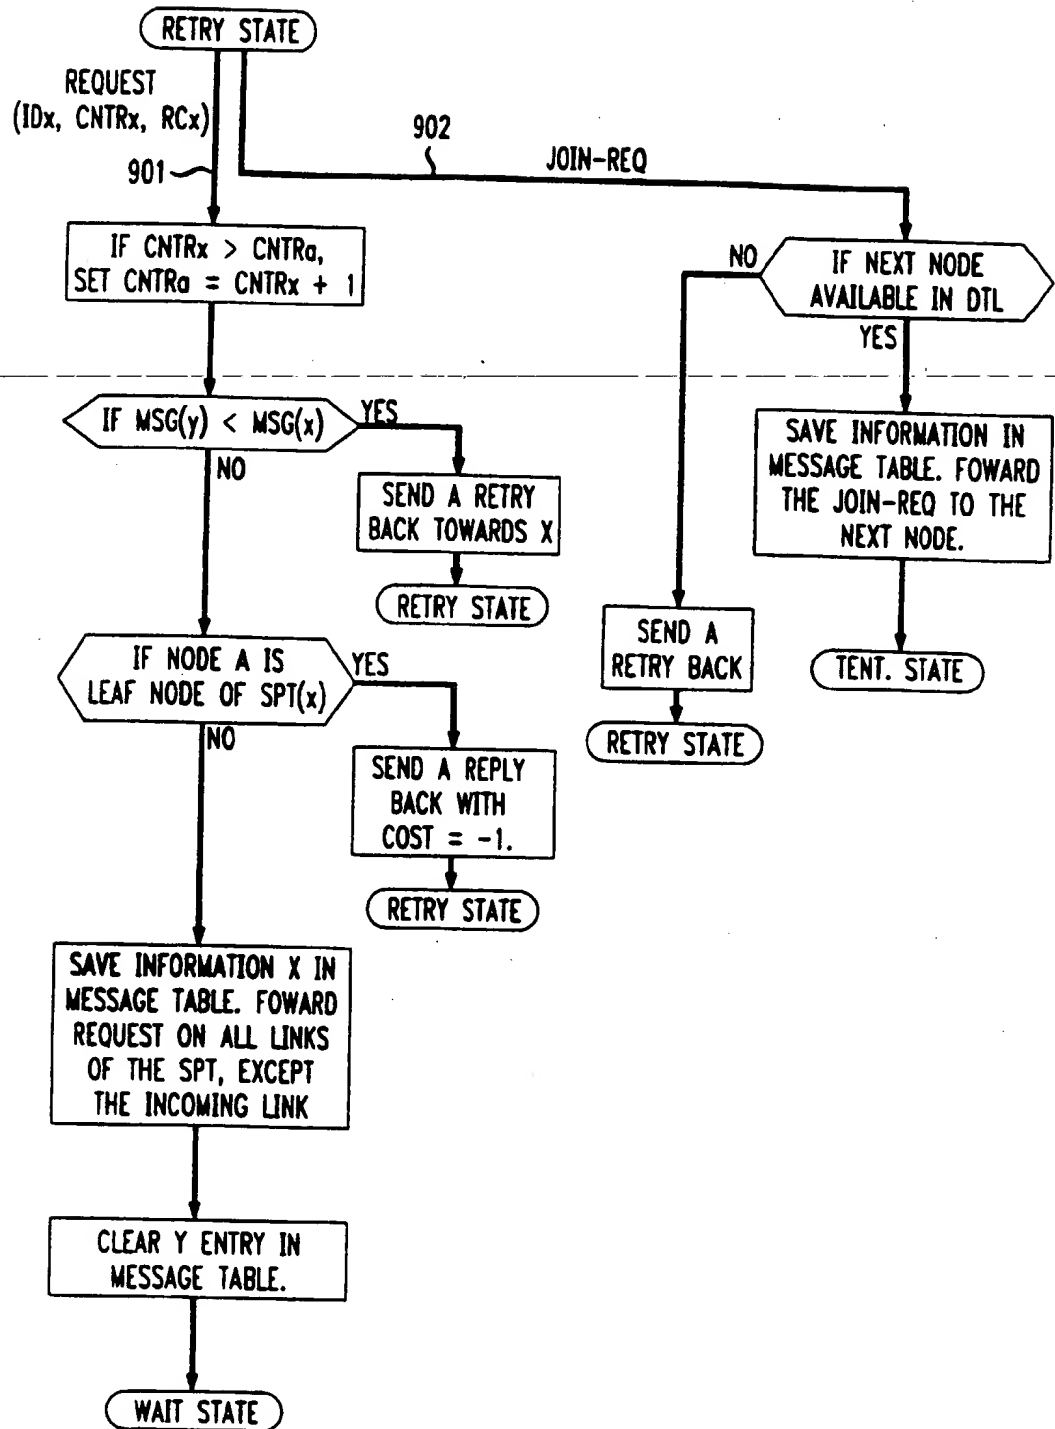 RETRY STATE
REQUEST
(IDx, CNTRx, RCx)
901
902
JOIN-REQ
IF CNTRx > CNTRa,
SET CNTRa = CNTRx + 1
NO
IF NEXT NODE
AVAILABLE IN DTL
YES
IF MSG(y) < MSG(x)
YES
NO
SEND A RETRY
BACK TOWARDS X
RETRY STATE
SAVE INFORMATION IN
MESSAGE TABLE. FOWARD
THE JOIN-REQ TO THE
NEXT NODE.
IF NODE A IS
LEAF NODE OF SPT(x)
YES
NO
SEND A
RETRY BACK
TENT. STATE
RETRY STATE
SEND A REPLY
BACK WITH
COST = -1.
RETRY STATE
SAVE INFORMATION X IN
MESSAGE TABLE. FOWARD
REQUEST ON ALL LINKS
OF THE SPT, EXCEPT
THE INCOMING LINK
CLEAR Y ENTRY IN
MESSAGE TABLE.
WAIT STATE